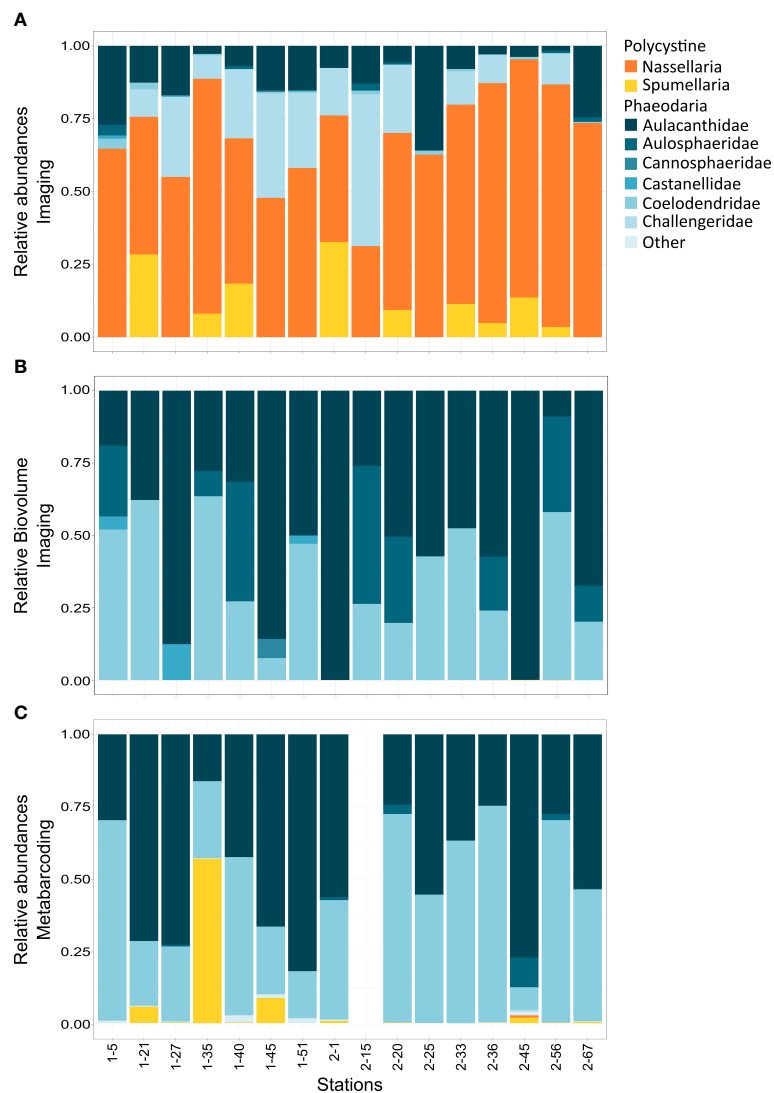 A
Relative abundances
Imaging
1.00
0.75
0.50
0.25
0.00
Polycystine
Nassellaria
Spumellaria
Phaeodaria
Aulacanthidae
Aulosphaeridae
Cannosphaeridae
Castanellidae
Coelodendridae
Challengeridae
Other
B
Relative Biovolume
Imaging
1.00
0.75
0.50
0.25
0.00
C
Relative abundances
Metabarcoding
1.00
0.75
0.50
0.25
0.00
1-5 1-21 1-27 1-35 1-40 1-45 1-51 2-1 2-15 2-20 2-25 2-33 2-36 2-45 2-56 2-67
Stations